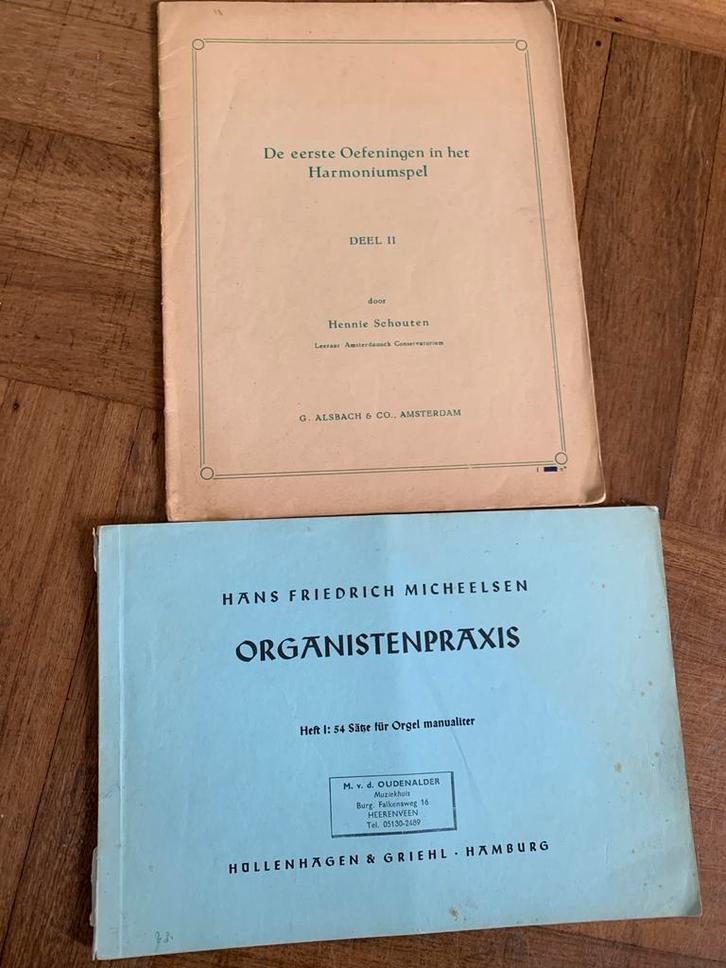 De eerste Oefeningen in het
Harmoniumspel
DEEL II
door
Hennie Schouten
Leeraar Amsterdamsch Conservatorium
G. ALSBACH & CO., AMSTERDAM
HANS FRIEDRICH MICHEELSEN
ORGANISTENPRAXIS
Heft I: 54 Sätze für Orgel manualiter
M. v. d. OUDENALDER
Muziekhuis
Burg. Falkenaweg 16
HEERENVEEN
Tel. 05130-2489
HÜLLENHAGEN & GRIEHL · HAMBURG